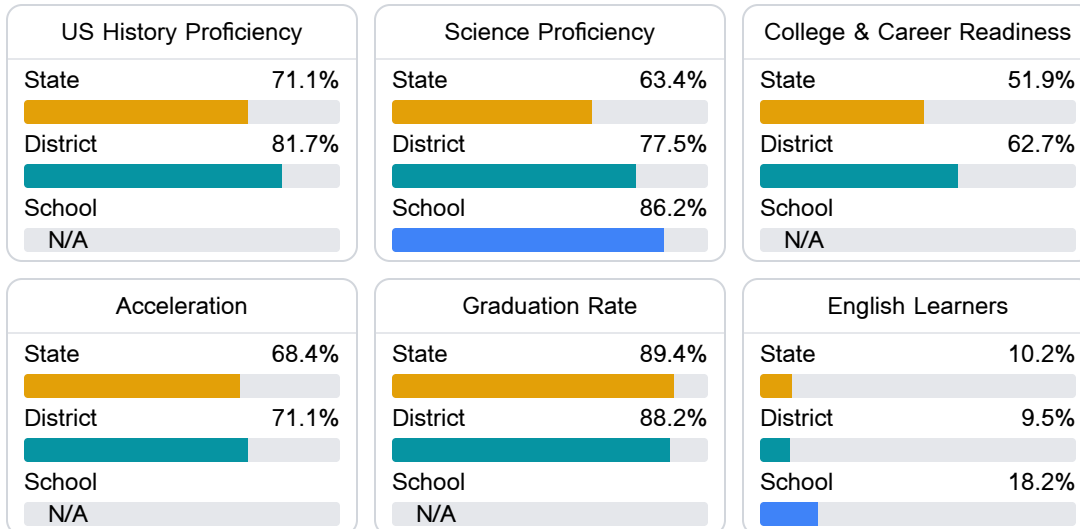 US History Proficiency
State 71.1%
District 81.7%
School
N/A
Science Proficiency
State 63.4%
District 77.5%
School 86.2%
College & Career Readiness
State 51.9%
District 62.7%
School
N/A
Acceleration
State 68.4%
District 71.1%
School
N/A
Graduation Rate
State 89.4%
District 88.2%
School
N/A
English Learners
State 10.2%
District 9.5%
School 18.2%